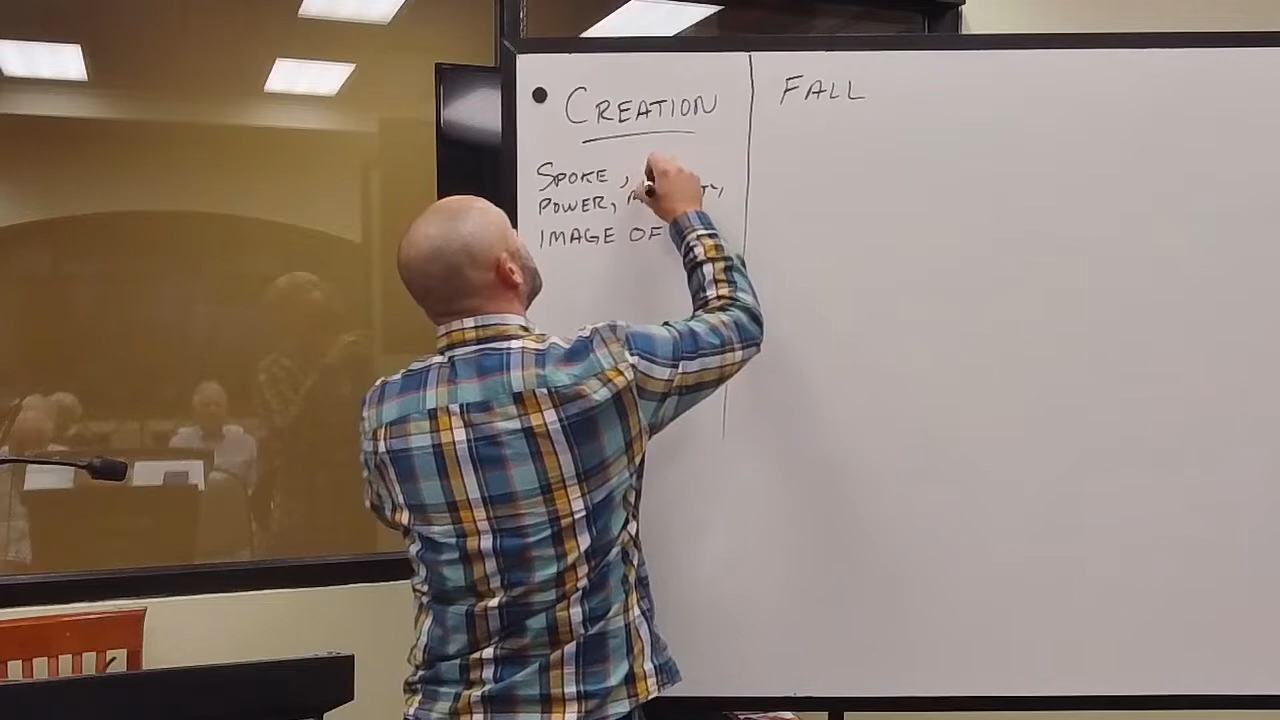 CREATION
SPOKE,
POWER,
IMAGE OF
FALL